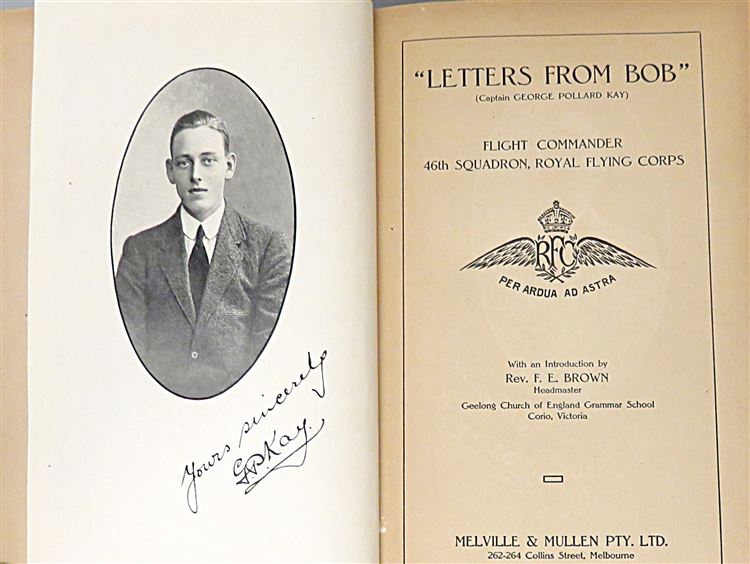 Yours sincerely
G.P. Kay.
"LETTERS FROM BOB"
(Captain GEORGE POLLARD KAY)
FLIGHT COMMANDER
46th SQUADRON, ROYAL FLYING CORPS
RFC
PER ARDUA AD ASTRA
With an Introduction by
Rev. F. E. BROWN
Headmaster
Geelong Church of England Grammar School
Corio, Victoria
MELVILLE & MULLEN PTY. LTD.
262-264 Collins Street, Melbourne